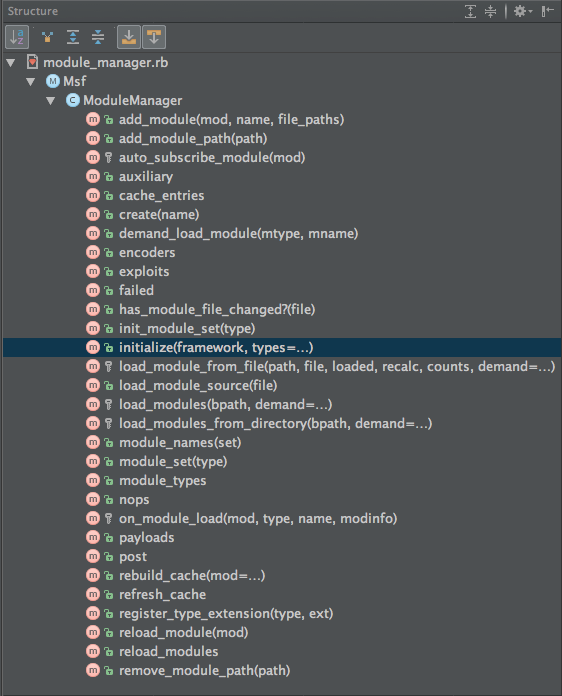 Structure
module_manager.rb
M Msf
C ModuleManager
m add_module(mod, name, file_paths)
m add_module_path(path)
m auto_subscribe_module(mod)
m auxiliary
m cache_entries
m create(name)
m demand_load_module(mtype, mname)
m encoders
m exploits
m failed
m has_module_file_changed?(file)
m init_module_set(type)
m initialize(framework, types=...)
m load_module_from_file(path, file, loaded, recalc, counts, demand=...)
m load_module_source(file)
m load_modules(bpath, demand=...)
m load_modules_from_directory(bpath, demand=...)
m module_names(set)
m module_set(type)
m module_types
m nops
m on_module_load(mod, type, name, modinfo)
m payloads
m post
m rebuild_cache(mod=...)
m refresh_cache
m register_type_extension(type, ext)
m reload_module(mod)
m reload_modules
m remove_module_path(path)